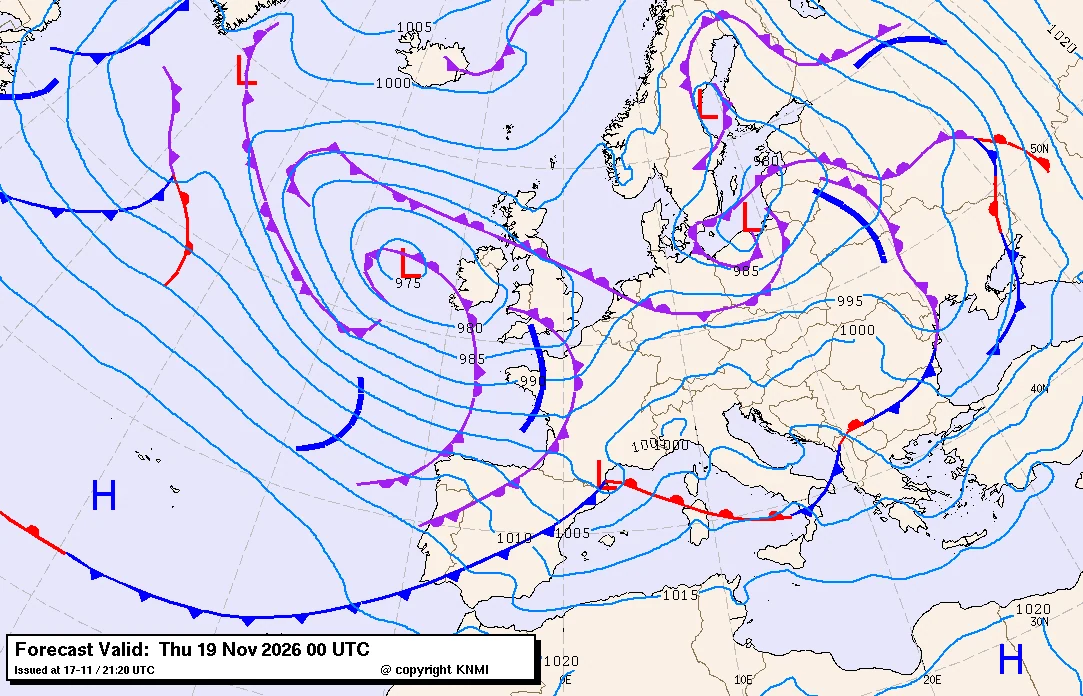 1005
1020
1000
L
L
50N
980
L
L
975
985
995
980
1000
985
990
40N
1000
L
H
1010
1005
1015
1020
30N
Forecast Valid: Thu 19 Nov 2026 00 UTC
Issued at 17-11 / 21:20 UTC @ copyright KNMI
1020
H
0E
10E
20E